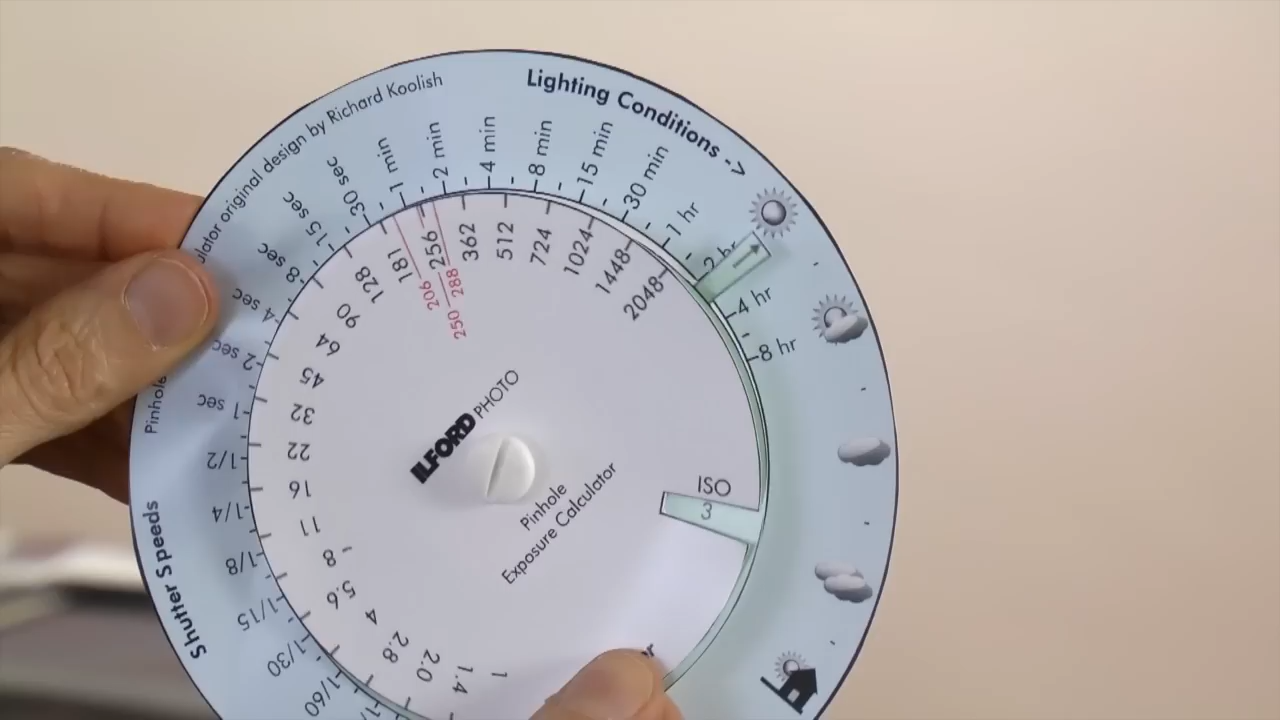 Lighting Conditions ->
ulator original design by Richard Koolish
Pinhole
Shutter Speeds
1/60
1/30
1/15
1/8
1/4
1/2
1 sec
2 sec
4 sec
8 sec
15 sec
30 sec
1 min
2 min
4 min
8 min
15 min
30 min
1 hr
2 hr
4 hr
8 hr
1
1.4
2.0
2.8
4
5.6
8
11
16
22
32
45
64
90
128
181
256
362
512
724
1024
1448
2048
206
288
250
ILFORD PHOTO
Pinhole
Exposure Calculator
ISO
3